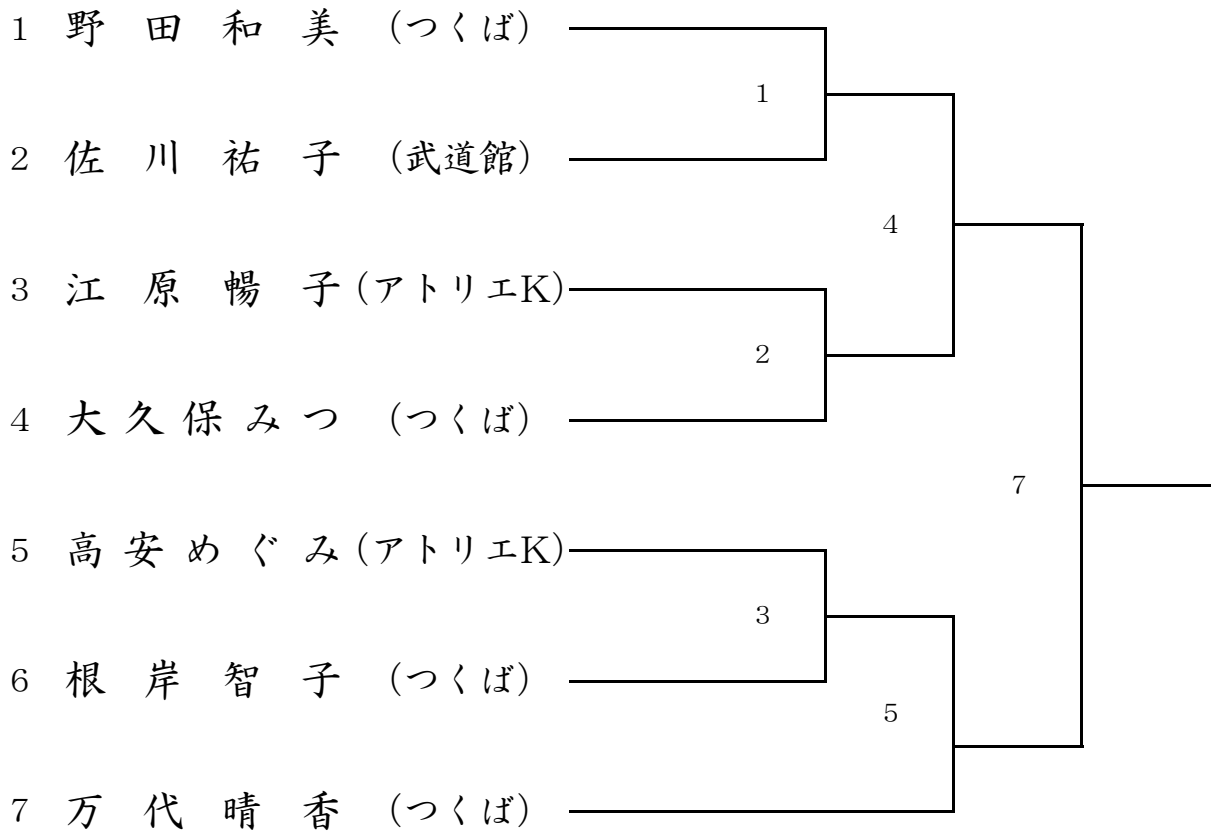 1 野田和美 (つくば)
1
2 佐川祐子 (武道館)
4
3 江原暢子(アトリエK)
2
4 大久保みつ (つくば)
7
5 高安めぐみ(アトリエK)
3
6 根岸智子 (つくば)
5
7 万代晴香 (つくば)